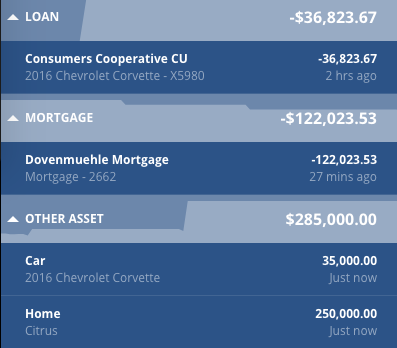 LOAN -$36,823.67
Consumers Cooperative CU -36,823.67
2016 Chevrolet Corvette - X5980 2 hrs ago
MORTGAGE -$122,023.53
Dovenmuehle Mortgage -122,023.53
Mortgage - 2662 27 mins ago
OTHER ASSET $285,000.00
Car 35,000.00
2016 Chevrolet Corvette Just now
Home 250,000.00
Citrus Just now